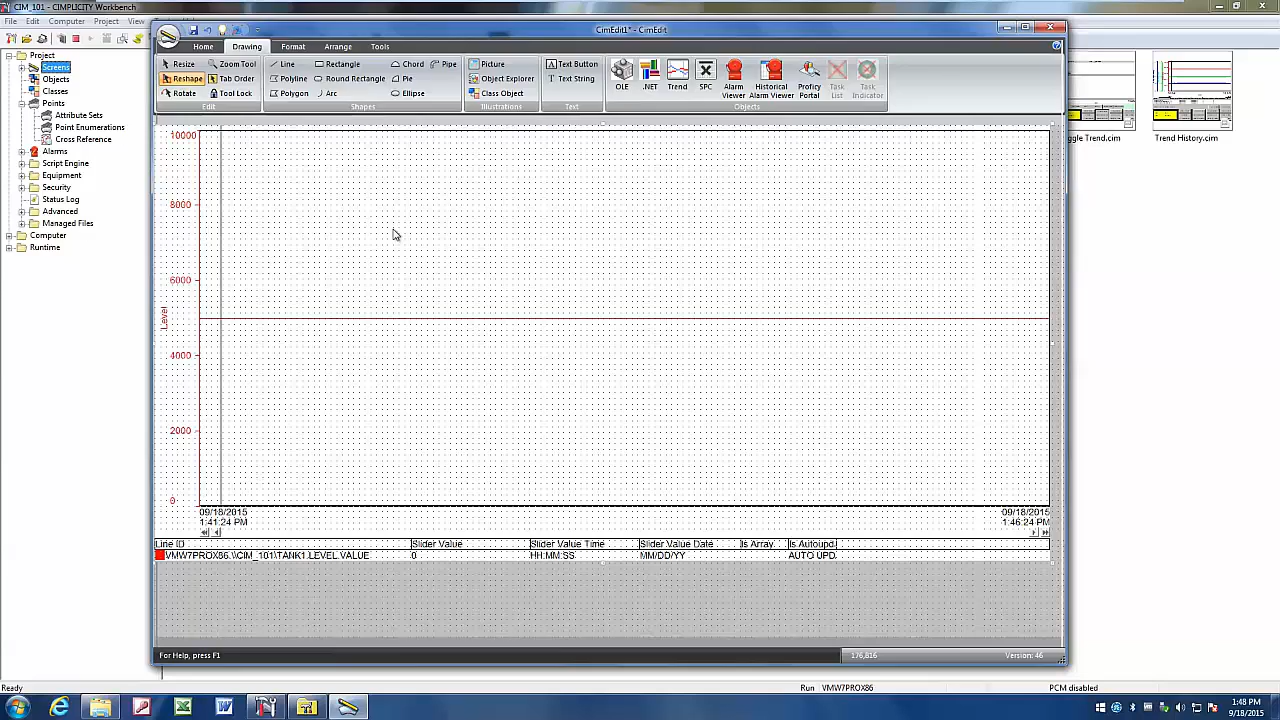 CIM_101 - CIMPLICITY Workbench
File Edit Computer Project View
Project
Screens
Objects
Classes
Points
Attribute Sets
Point Enumerations
Cross Reference
Alarms
Script Engine
Equipment
Security
Status Log
Advanced
Managed Files
Computer
Runtime
CimEdit1* - CimEdit
Home Drawing Format Arrange Tools
Resize Zoom Tool
Reshape Tab Order
Rotate Tool Lock
Edit
Line Rectangle Chord Pipe
Polyline Round Rectangle Pie
Polygon Arc Ellipse
Shapes
Picture
Object Explorer
Class Object
Illustrations
Text Button
Text String
Text
OLE .NET Trend SPC Alarm Viewer Historical Alarm Viewer Proficy Portal Task List Task Indicator
Objects
10000
8000
6000
Level
4000
2000
0
09/18/2015 09/18/2015
1:41:24 PM 1:46:24 PM
Line ID Slider Value Slider Value Time Slider Value Date Is Array Is Autoupd
VMW7PROX86.\\CIM_101\TANK1.LEVEL.VALUE 0 HH:MM:SS MM/DD/YY AUTO UPD
For Help, press F1 176,816 Version: 46
ggle Trend.cim Trend History.cim
Ready Run VMW7PROX86 PCM disabled
1:48 PM
9/18/2015